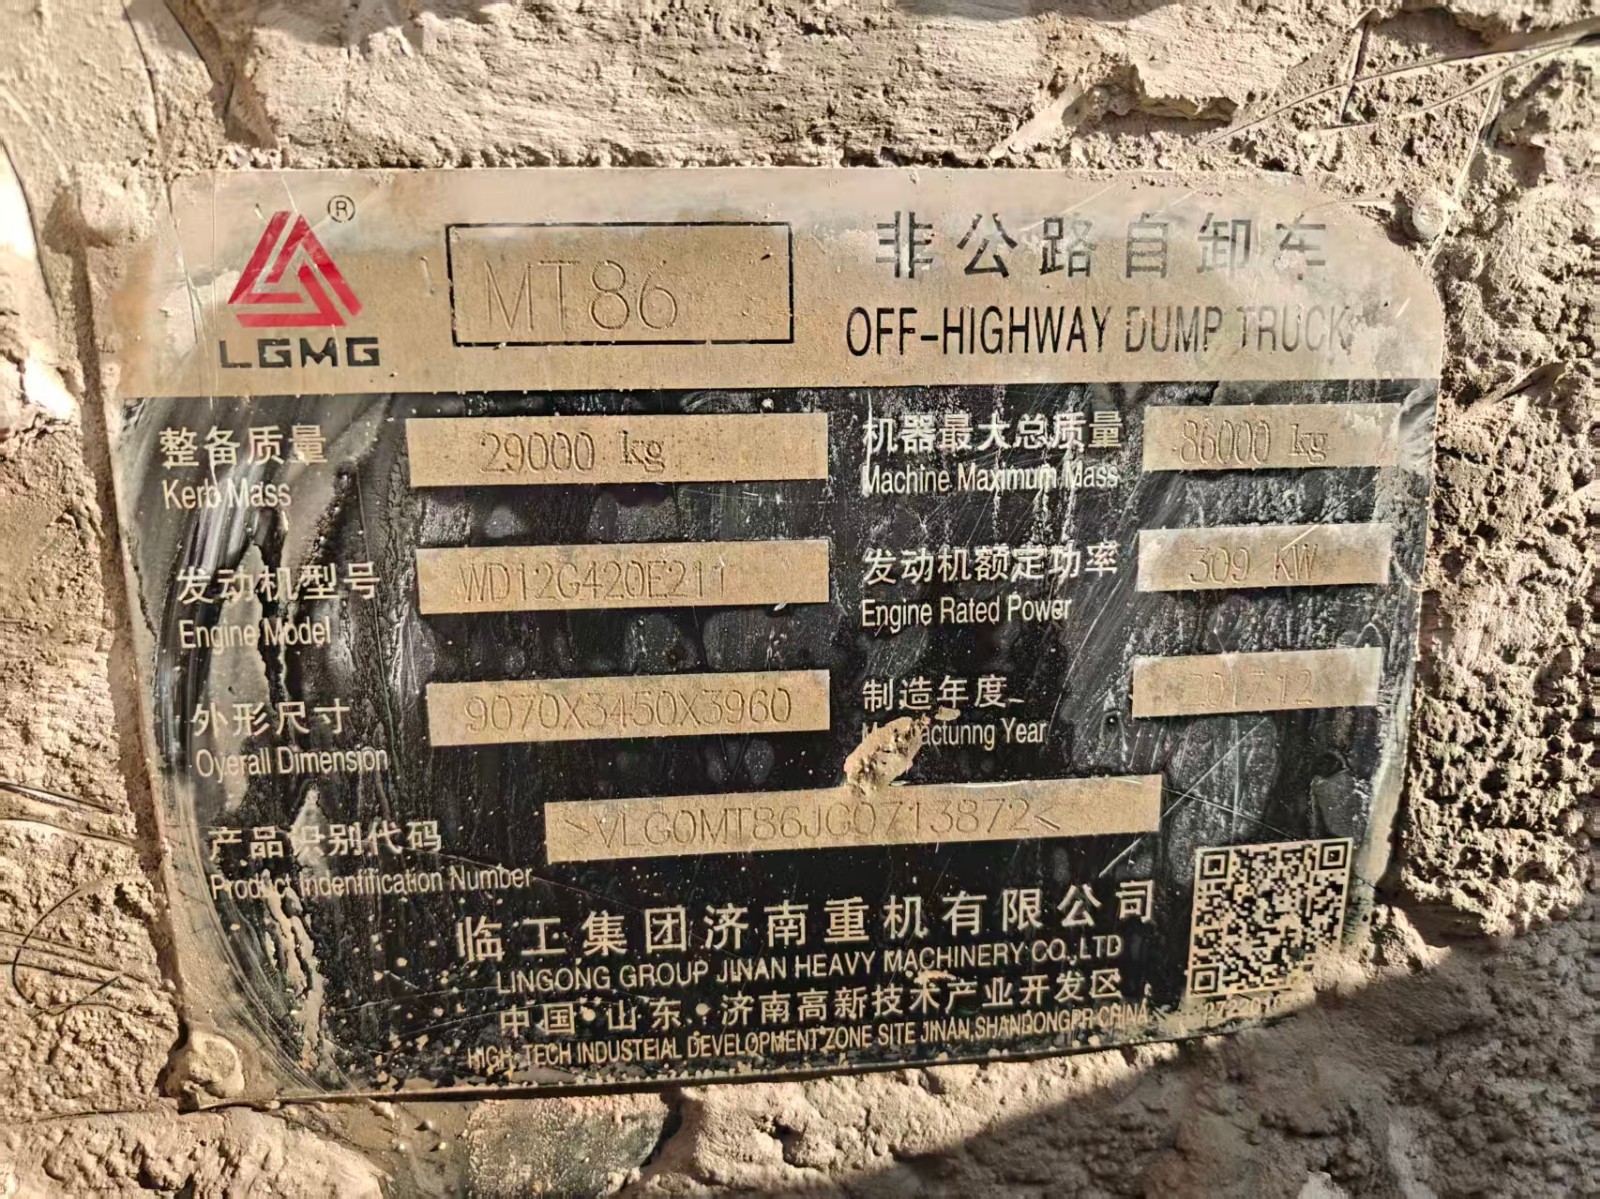 ®
LGMG
MT86
非公路自卸车
OFF-HIGHWAY DUMP TRUCK
整备质量 29000 kg
Kerb Mass
机器最大总质量 86000 kg
Machine Maximum Mass
发动机型号 WD12G420E211
Engine Model
发动机额定功率 309 KW
Engine Rated Power
外形尺寸 9070X3450X3960
Overall Dimension
制造年度 2017.12
Year
产品识别代码 >VLG0MT86JG0713872<
Product Indentification Number
临工集团济南重机有限公司
LINGONG GROUP JINAN HEAVY MACHINERY CO.,LTD
中国·山东·济南高新技术产业开发区
HIGH-TECH INDUSTEIAL DEVELOPMENT ZONE SITE JINAN,SHANDONGPR·CHINA